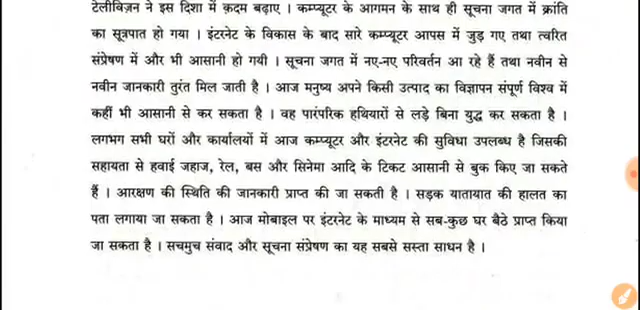 टेलीविज़न ने इस दिशा में क़दम बढ़ाए । कम्प्यूटर के आगमन के साथ ही सूचना जगत में क्रांति
का सूत्रपात हो गया । इंटरनेट के विकास के बाद सारे कम्प्यूटर आपस में जुड़ गए तथा त्वरित
संप्रेषण में और भी आसानी हो गयी । सूचना जगत में नए-नए परिवर्तन आ रहे हैं तथा नवीन से
नवीन जानकारी तुरंत मिल जाती है । आज मनुष्य अपने किसी उत्पाद का विज्ञापन संपूर्ण विश्व में
कहीं भी आसानी से कर सकता है । वह पारंपरिक हथियारों से लड़े बिना युद्ध कर सकता है ।
लगभग सभी घरों और कार्यालयों में आज कम्प्यूटर और इंटरनेट की सुविधा उपलब्ध है जिसकी
सहायता से हवाई जहाज, रेल, बस और सिनेमा आदि के टिकट आसानी से बुक किए जा सकते
हैं । आरक्षण की स्थिति की जानकारी प्राप्त की जा सकती है । सड़क यातायात की हालत का
पता लगाया जा सकता है । आज मोबाइल पर इंटरनेट के माध्यम से सब-कुछ घर बैठे प्राप्त किया
जा सकता है । सचमुच संवाद और सूचना संप्रेषण का यह सबसे सस्ता साधन है ।